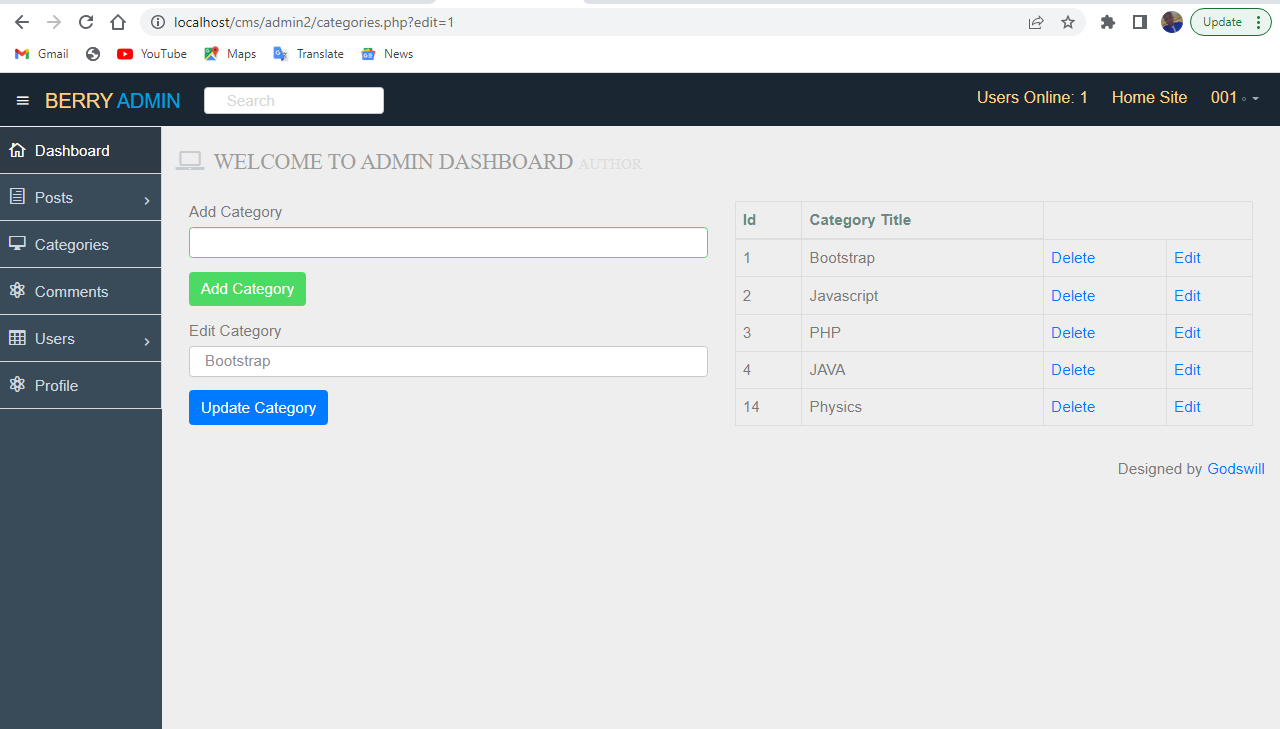 localhost/cms/admin2/categories.php?edit=1
Update
Gmail YouTube Maps Translate News
BERRY ADMIN Search Users Online: 1 Home Site 001
Dashboard
Posts
Categories
Comments
Users
Profile
WELCOME TO ADMIN DASHBOARD AUTHOR
Add Category
Add Category
Edit Category
Bootstrap
Update Category
Id Category Title
1 Bootstrap Delete Edit
2 Javascript Delete Edit
3 PHP Delete Edit
4 JAVA Delete Edit
14 Physics Delete Edit
Designed by Godswill